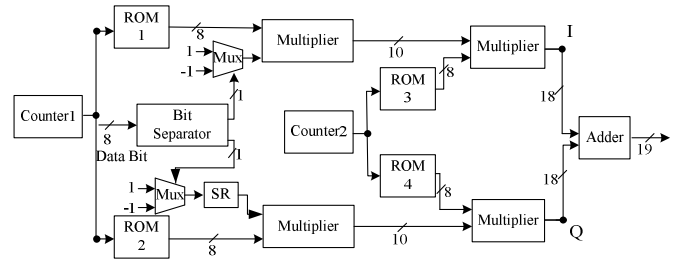 ROM
1
8
Multiplier
10
Multiplier
I
1
-1
Mux
1
ROM
3
8
18
Counter1
8
Data Bit
Bit
Separator
1
Counter2
Adder
19
1
-1
Mux
SR
ROM
4
8
18
ROM
2
8
Multiplier
10
Multiplier
Q